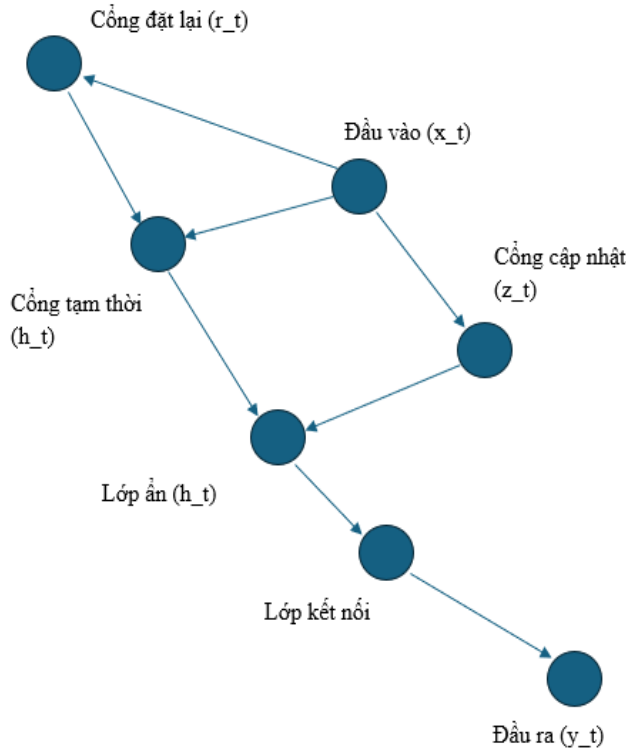 Cổng đặt lại (r_t)
Đầu vào (x_t)
Cổng cập nhật
(z_t)
Cổng tạm thời
(h_t)
Lớp ẩn (h_t)
Lớp kết nối
Đầu ra (y_t)